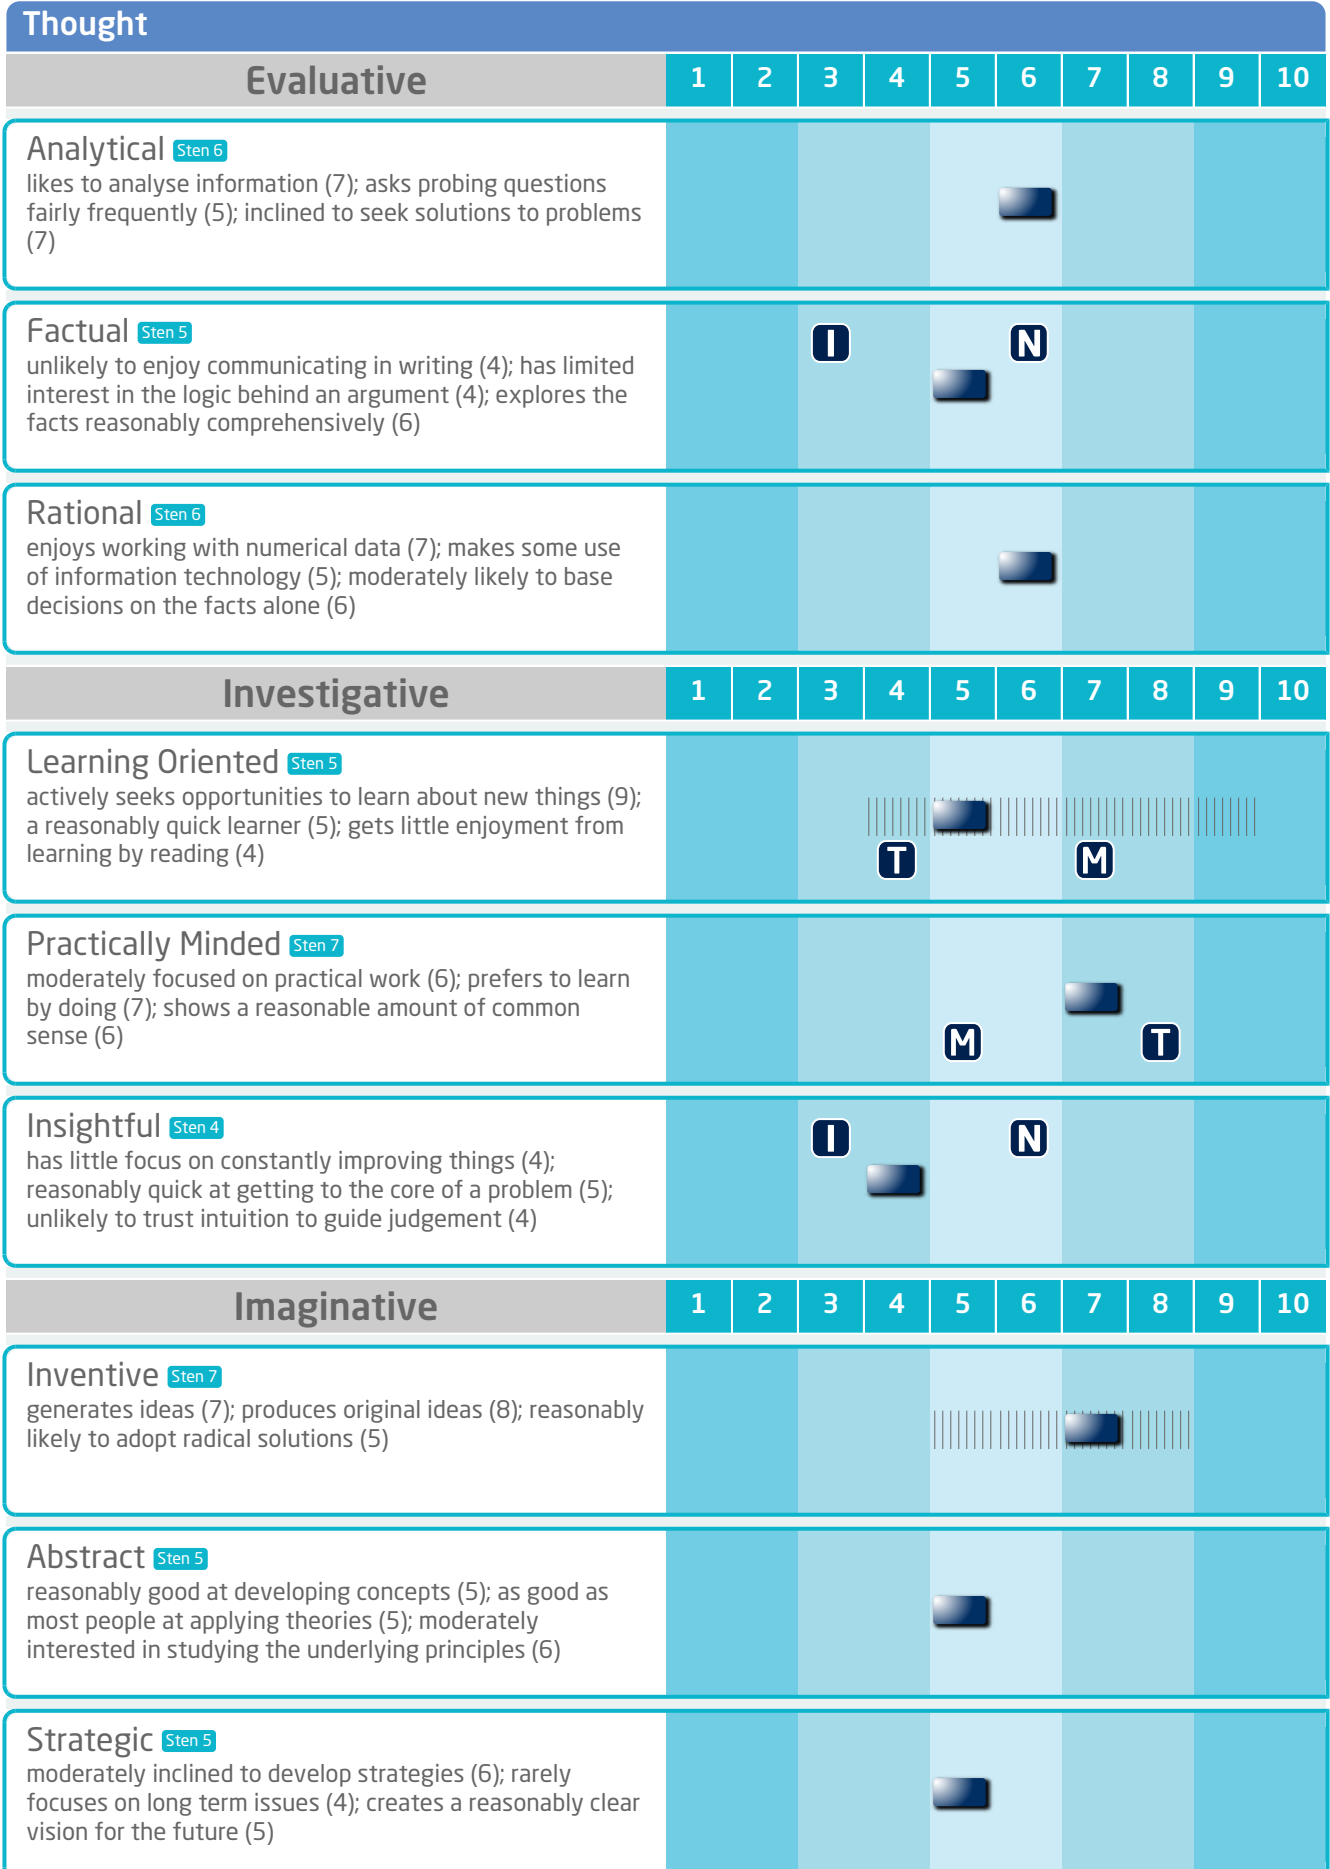 Thought
Evaluative 1 2 3 4 5 6 7 8 9 10
Analytical Sten 6
likes to analyse information (7); asks probing questions
fairly frequently (5); inclined to seek solutions to problems
(7)
Factual Sten 5
I N
unlikely to enjoy communicating in writing (4); has limited
interest in the logic behind an argument (4); explores the
facts reasonably comprehensively (6)
Rational Sten 6
enjoys working with numerical data (7); makes some use
of information technology (5); moderately likely to base
decisions on the facts alone (6)
Investigative 1 2 3 4 5 6 7 8 9 10
Learning Oriented Sten 5
actively seeks opportunities to learn about new things (9);
a reasonably quick learner (5); gets little enjoyment from
learning by reading (4)
T M
Practically Minded Sten 7
moderately focused on practical work (6); prefers to learn
by doing (7); shows a reasonable amount of common
sense (6)
M T
Insightful Sten 4
I N
has little focus on constantly improving things (4);
reasonably quick at getting to the core of a problem (5);
unlikely to trust intuition to guide judgement (4)
Imaginative 1 2 3 4 5 6 7 8 9 10
Inventive Sten 7
generates ideas (7); produces original ideas (8); reasonably
likely to adopt radical solutions (5)
Abstract Sten 5
reasonably good at developing concepts (5); as good as
most people at applying theories (5); moderately
interested in studying the underlying principles (6)
Strategic Sten 5
moderately inclined to develop strategies (6); rarely
focuses on long term issues (4); creates a reasonably clear
vision for the future (5)